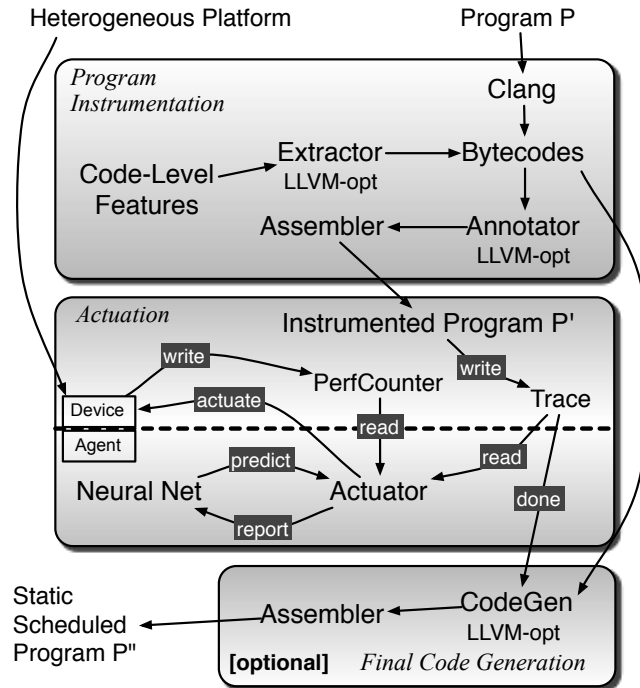 Heterogeneous Platform
Program P
Program
Instrumentation
Clang
Extractor
LLVM-opt
Bytecodes
Code-Level
Features
Assembler
Annotator
LLVM-opt
Actuation
Instrumented Program P'
write
write
PerfCounter
Trace
Device
actuate
read
Agent
predict
read
Neural Net
Actuator
report
done
Static
Scheduled
Program P"
Assembler
CodeGen
LLVM-opt
[optional]
Final Code Generation